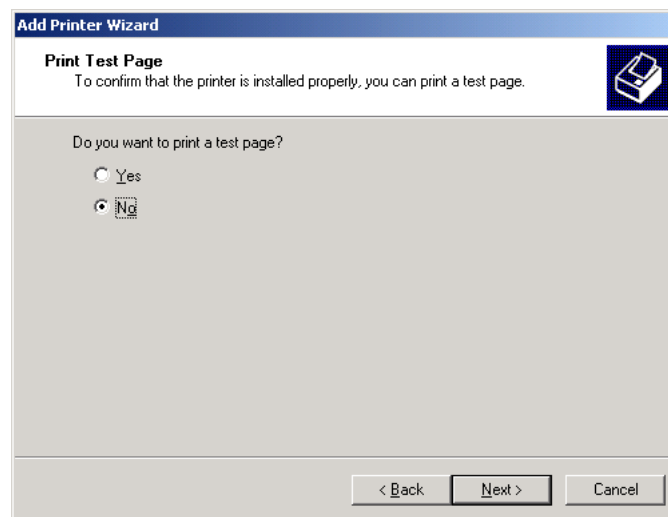 Add Printer Wizard
Print Test Page
To confirm that the printer is installed properly, you can print a test page.
Do you want to print a test page?
Yes
No
< Back
Next >
Cancel